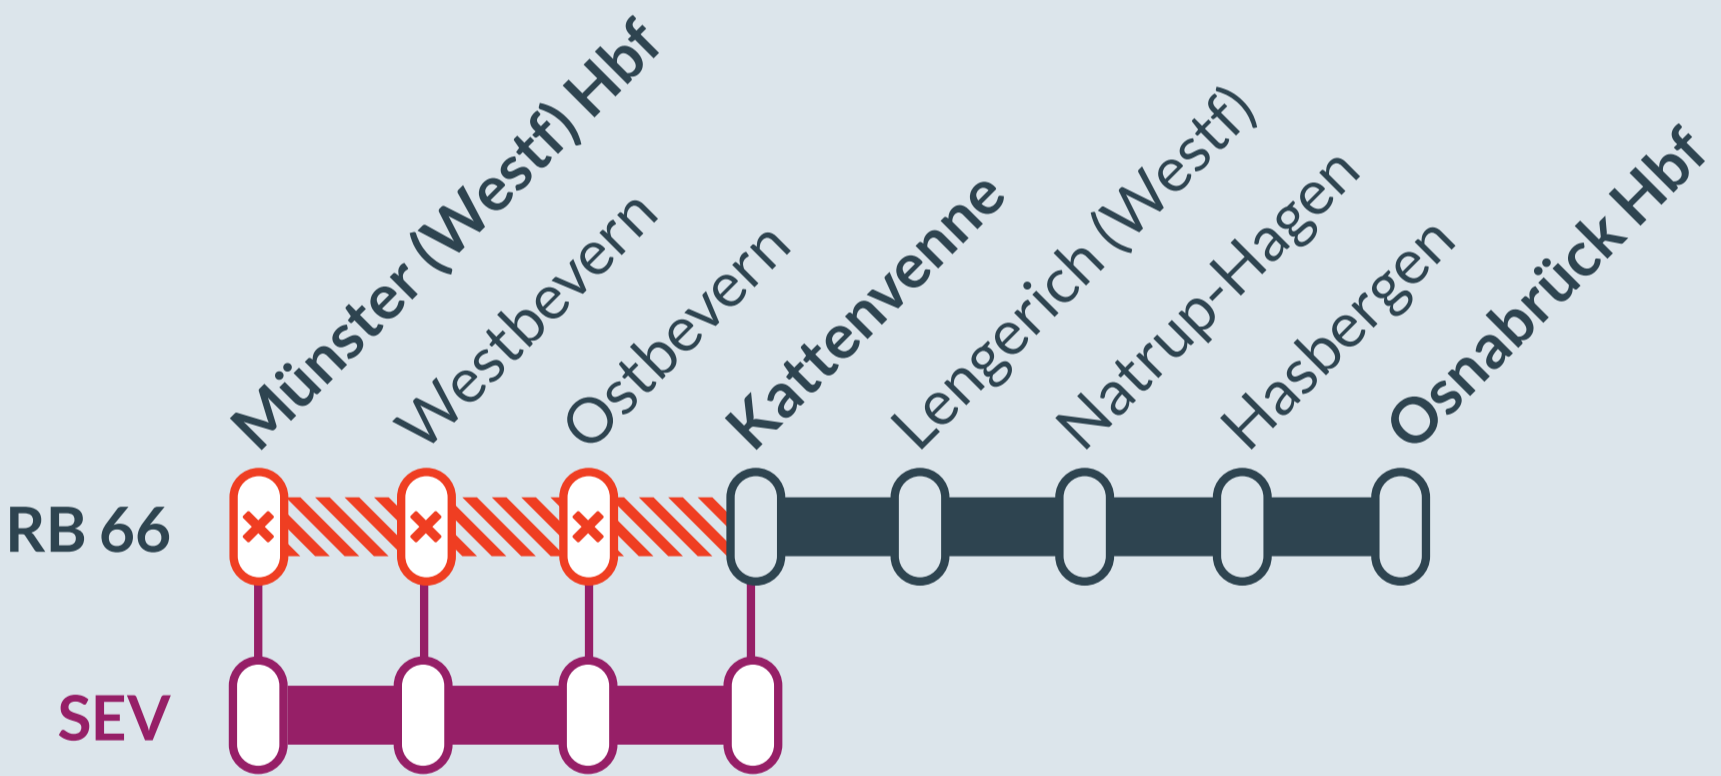 Münster (Westf) Hbf
Westbevern
Ostbevern
Kattenvenne
Lengerich (Westf)
Natrup-Hagen
Hasbergen
Osnabrück Hbf
RB 66
SEV